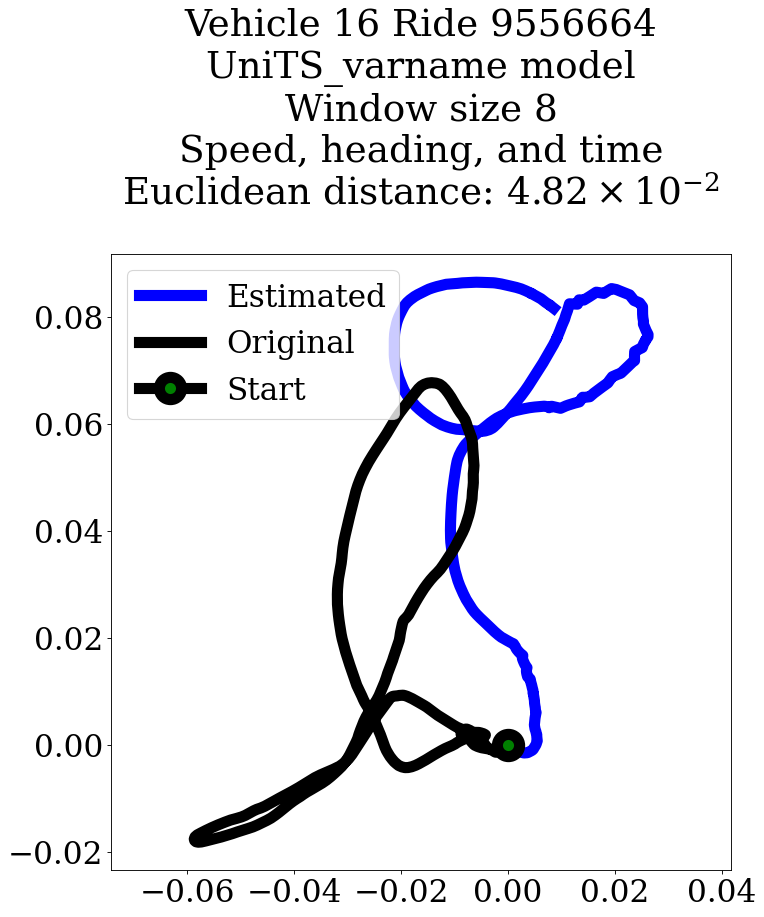 Vehicle 16 Ride 9556664
UniTS_varname model
Window size 8
Speed, heading, and time
Euclidean distance: $4.82 \times 10^{-2}$
Estimated
Original
Start
0.08
0.06
0.04
0.02
0.00
−0.02
−0.06 −0.04 −0.02 0.00 0.02 0.04